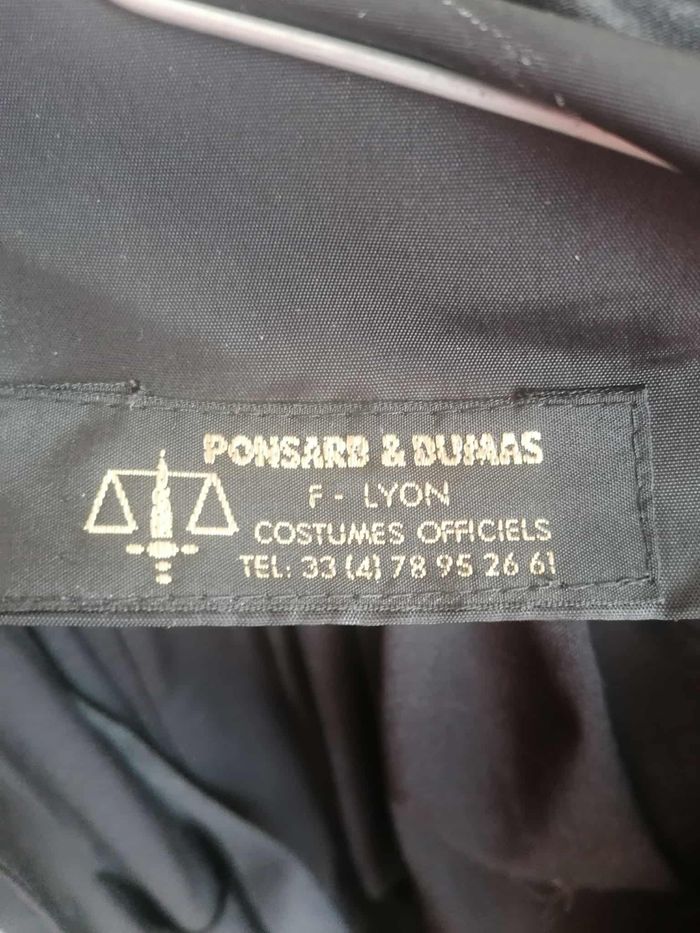 PONSARD & DUMAS
F - LYON
COSTUMES OFFICIELS
TEL: 33 (4) 78 95 26 61